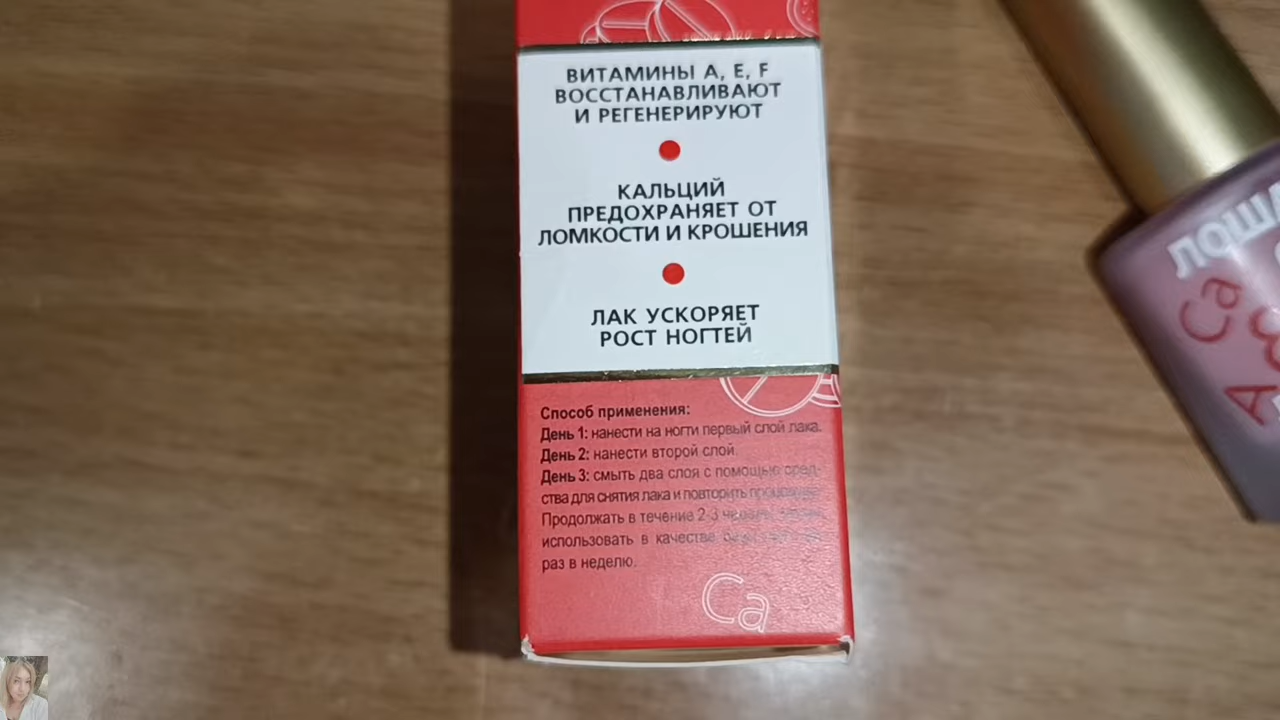 ВИТАМИНЫ А, Е, F
ВОССТАНАВЛИВАЮТ
И РЕГЕНЕРИРУЮТ
КАЛЬЦИЙ
ПРЕДОХРАНЯЕТ ОТ
ЛОМКОСТИ И КРОШЕНИЯ
ЛАК УСКОРЯЕТ
РОСТ НОГТЕЙ
Способ применения:
День 1: нанести на ногти первый слой лака.
День 2: нанести второй слой.
День 3: смыть два слоя с помощью сред-
ства для снятия лака и повторить
Продолжать в течение 2-3
использовать в качестве
раз в неделю.
Ca
ЛОШ
Ca
A